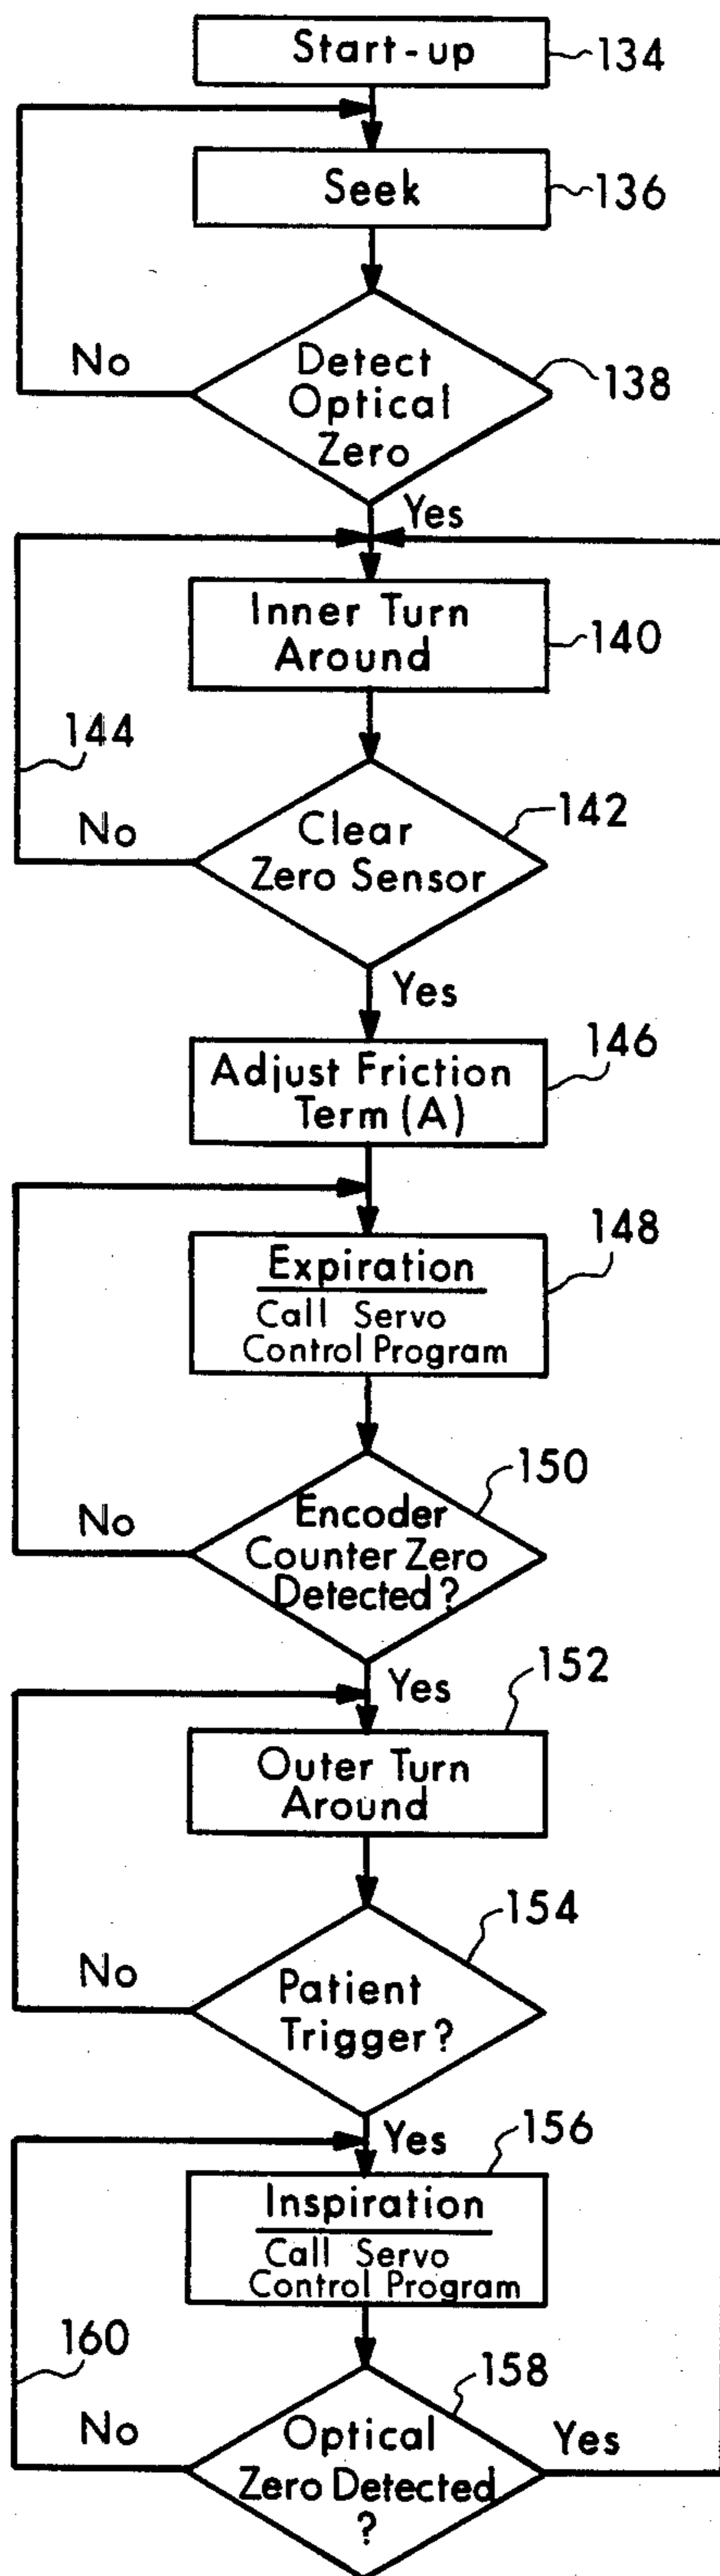 Start-up
134
Seek
136
Detect
Optical
Zero
138
No
Yes
Inner Turn
Around
140
144
Clear
Zero Sensor
142
No
Yes
Adjust Friction
Term (A)
146
Expiration
Call Servo
Control Program
148
Encoder
Counter Zero
Detected?
150
No
Yes
Outer Turn
Around
152
Patient
Trigger?
154
No
Yes
Inspiration
Call Servo
Control Program
156
160
Optical
Zero Detected
?
158
No
Yes